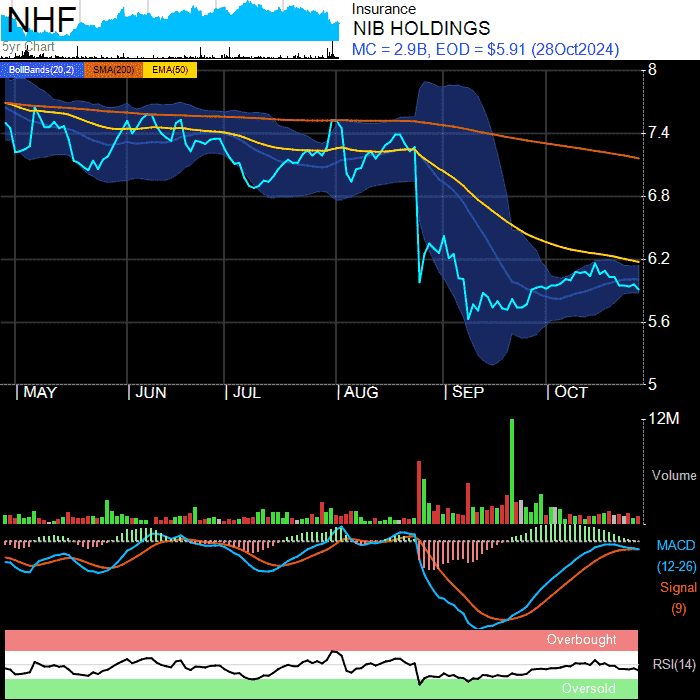 NHF
Insurance
NIB HOLDINGS
MC = 2.9B, EOD = $5.91 (28Oct2024)
5yr Chart
BollBands(20,2) SMA(200) EMA(50)
8
7.4
6.8
6.2
5.6
5
MAY JUN JUL AUG SEP OCT
12M
Volume
MACD
(12-26)
Signal
(9)
Overbought
RSI(14)
Oversold